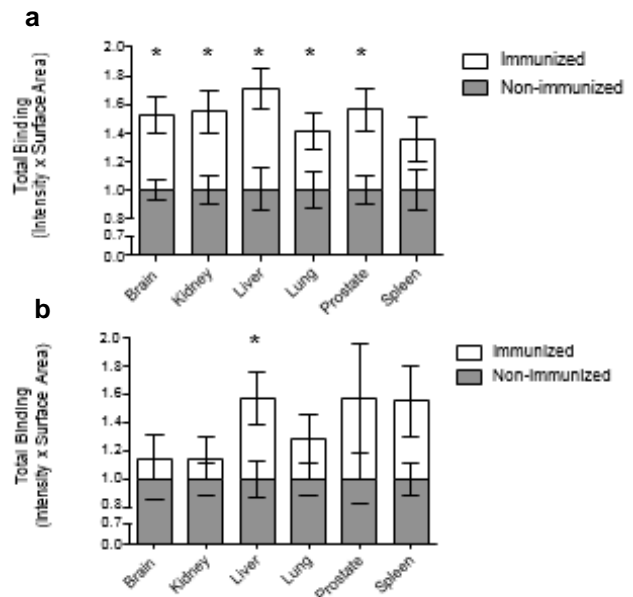 a
* * * * *
Total Binding
(Intensity x Surface Area)
2.0
1.8
1.6
1.4
1.2
1.0
0.8
0.7
0.0
Brain Kidney Liver Lung Prostate Spleen
Immunized
Non-immunized
b
*
Total Binding
(Intensity x Surface Area)
2.0
1.8
1.6
1.4
1.2
1.0
0.8
0.7
0.0
Brain Kidney Liver Lung Prostate Spleen
Immunized
Non-immunized